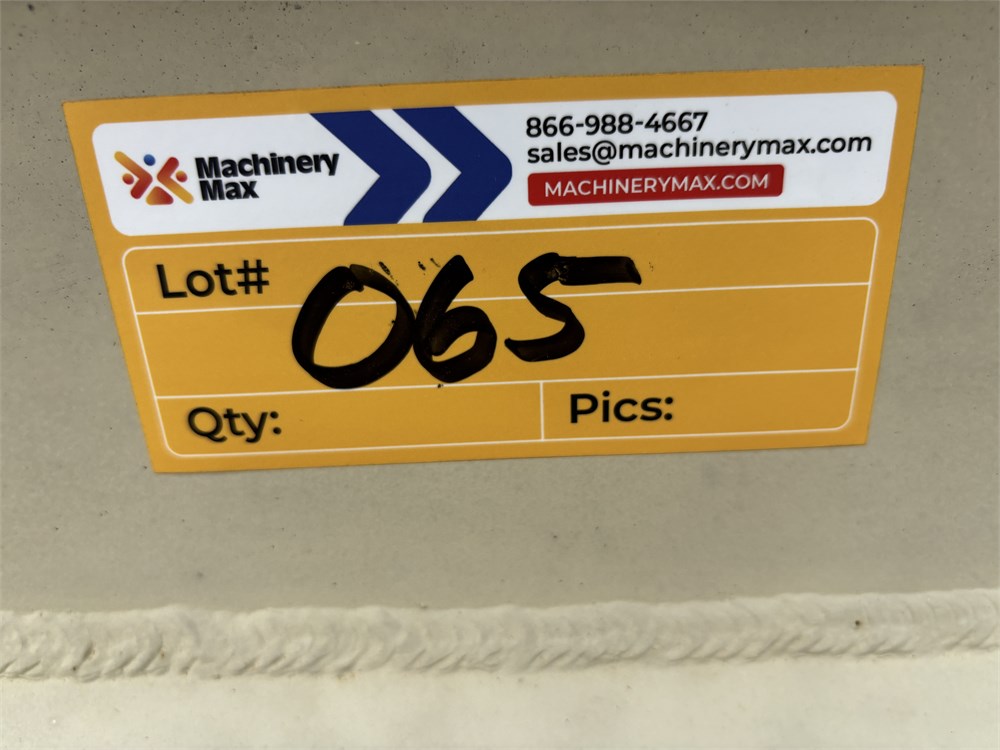 Machinery
Max
866-988-4667
sales@machinerymax.com
MACHINERYMAX.COM
Lot# 065
Qty:
Pics: